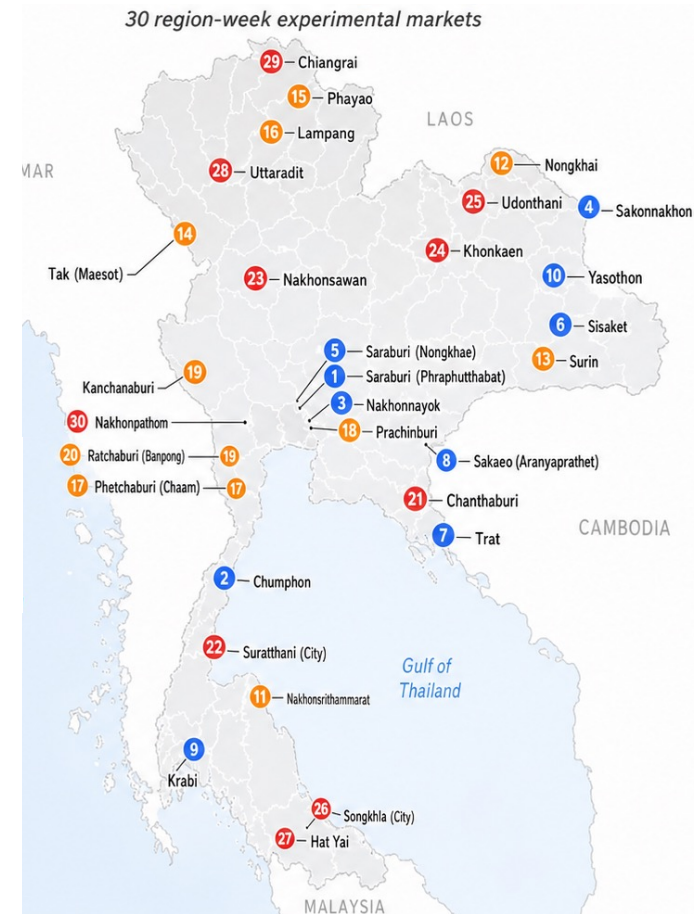 30 region-week experimental markets
29 Chiangrai
15 Phayao
LAOS
16 Lampang
12 Nongkhai
MAR
28 Uttaradit
25 Udonthani
4 Sakonnakhon
14
Tak (Maesot)
24 Khonkaen
23 Nakhonsawan
10 Yasothon
6 Sisaket
5 Saraburi (Nongkhae)
13 Surin
19
Kanchanaburi
1 Saraburi (Phraphutthabat)
3 Nakhonnayok
30 Nakhonpathom
18 Prachinburi
20 Ratchaburi (Banpong) 19
8 Sakaeo (Aranyaprathet)
17 Phetchaburi (Chaam) 17
21 Chanthaburi
CAMBODIA
7 Trat
2 Chumphon
22 Suratthani (City)
Gulf of
Thailand
11 Nakhonsrithammarat
9
Krabi
26 Songkhla (City)
27 Hat Yai
MALAYSIA